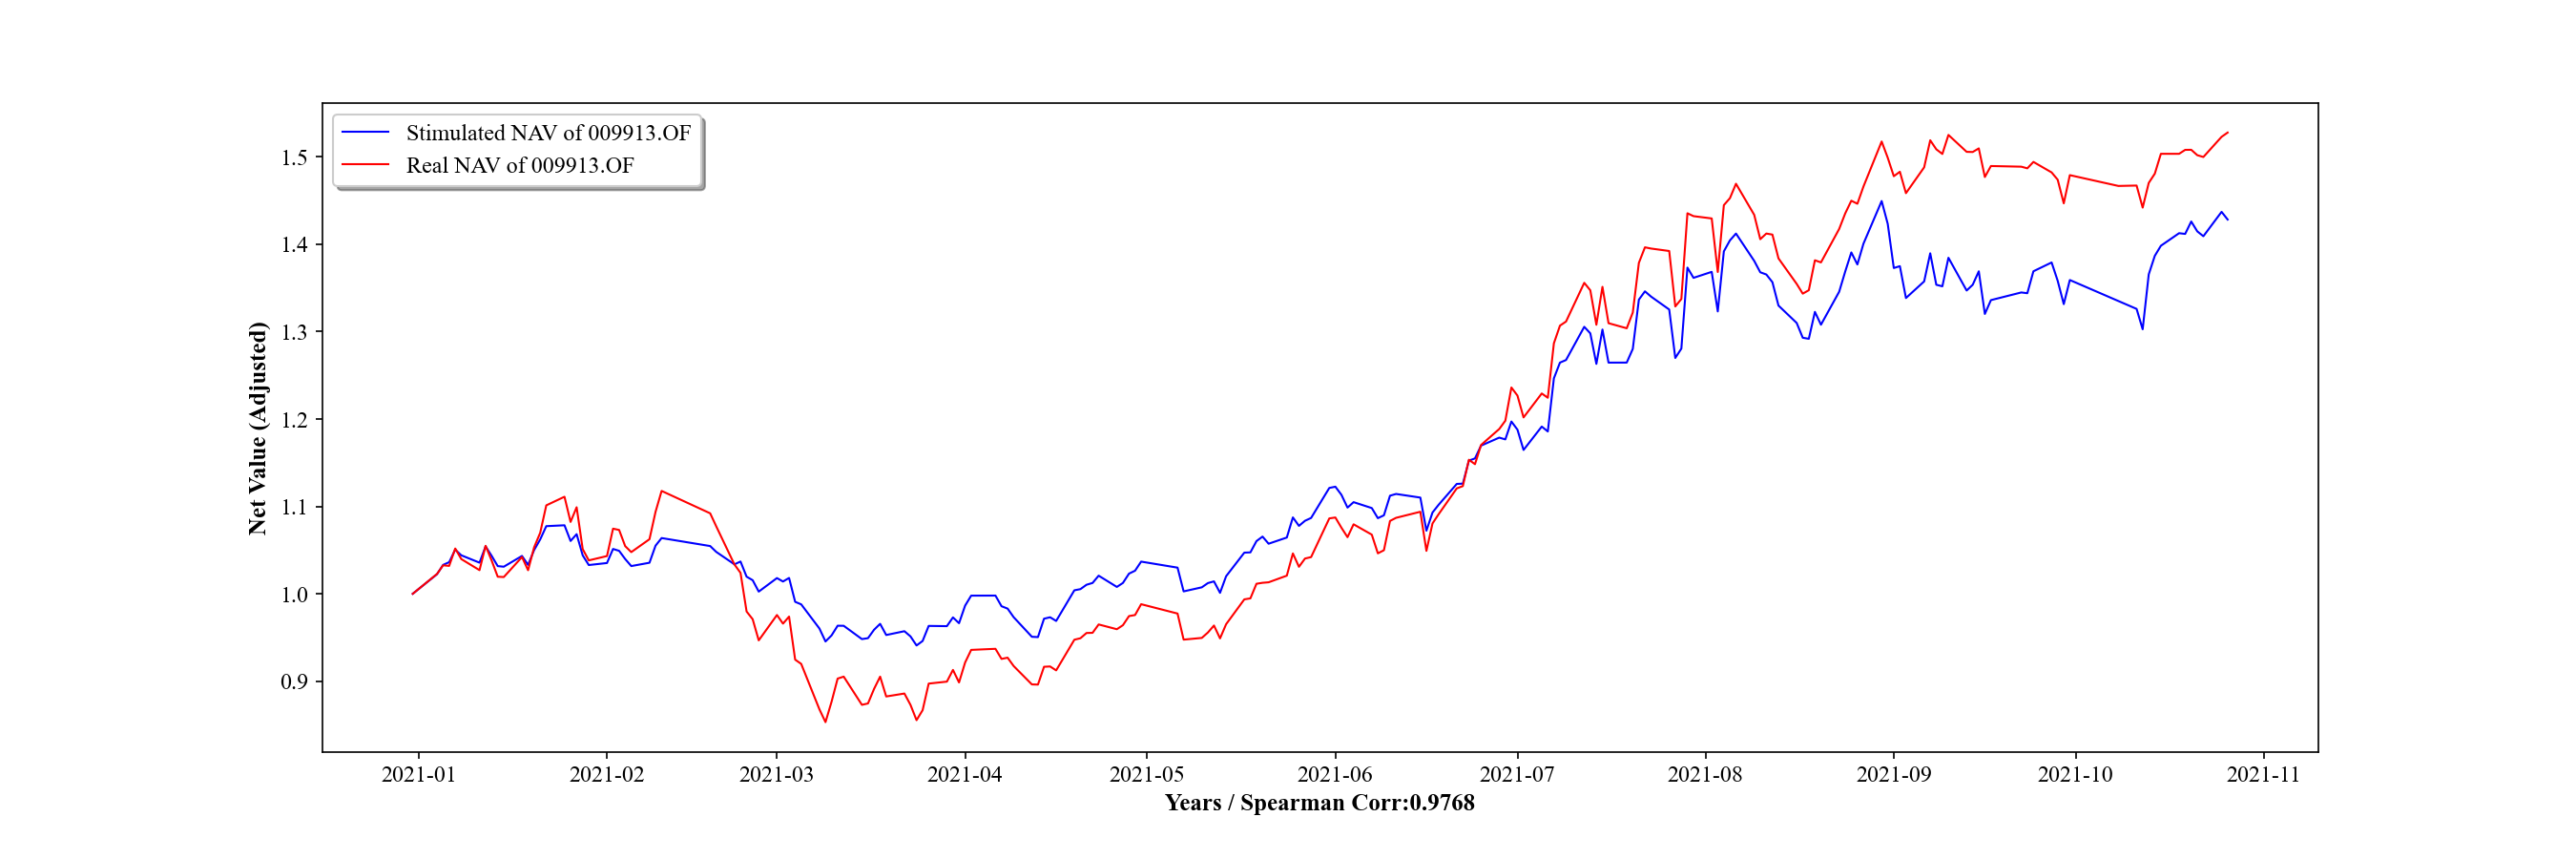 Stimulated NAV of 009913.OF
Real NAV of 009913.OF
Net Value (Adjusted)
1.5
1.4
1.3
1.2
1.1
1.0
0.9
2021-01 2021-02 2021-03 2021-04 2021-05 2021-06 2021-07 2021-08 2021-09 2021-10 2021-11
Years / Spearman Corr:0.9768